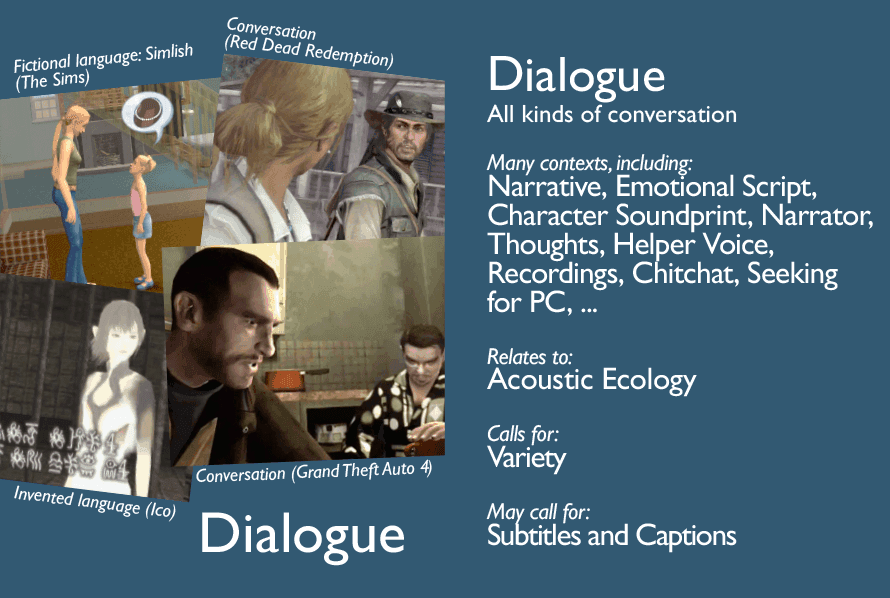 Fictional language: Simlish
(The Sims)
Conversation
(Red Dead Redemption)
Conversation (Grand Theft Auto 4)
Invented language (Ico)
Dialogue
Dialogue
All kinds of conversation
Many contexts, including:
Narrative, Emotional Script,
Character Soundprint, Narrator,
Thoughts, Helper Voice,
Recordings, Chitchat, Seeking
for PC, ...
Relates to:
Acoustic Ecology
Calls for:
Variety
May call for:
Subtitles and Captions